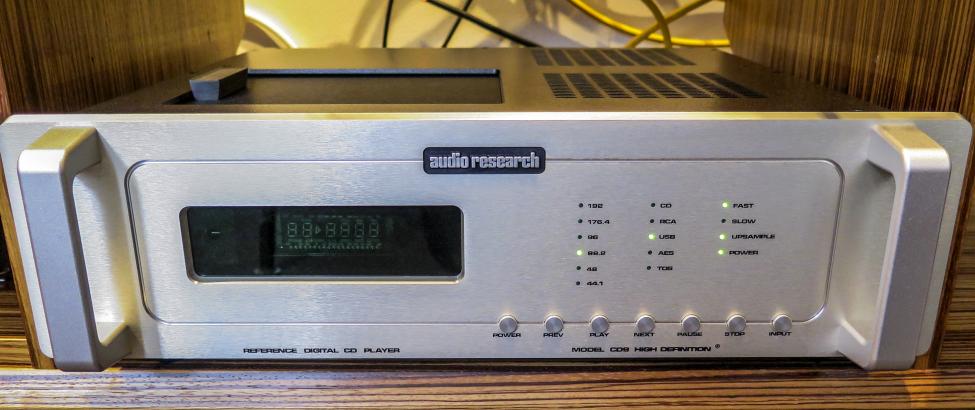 audio research
192 CD FAST
176.4 RCA SLOW
96 USB UPSAMPLE
88.2 AES POWER
48 TOS
44.1
POWER PREV PLAY NEXT PAUSE STOP INPUT
REFERENCE DIGITAL CD PLAYER MODEL CD9 HIGH DEFINITION ®